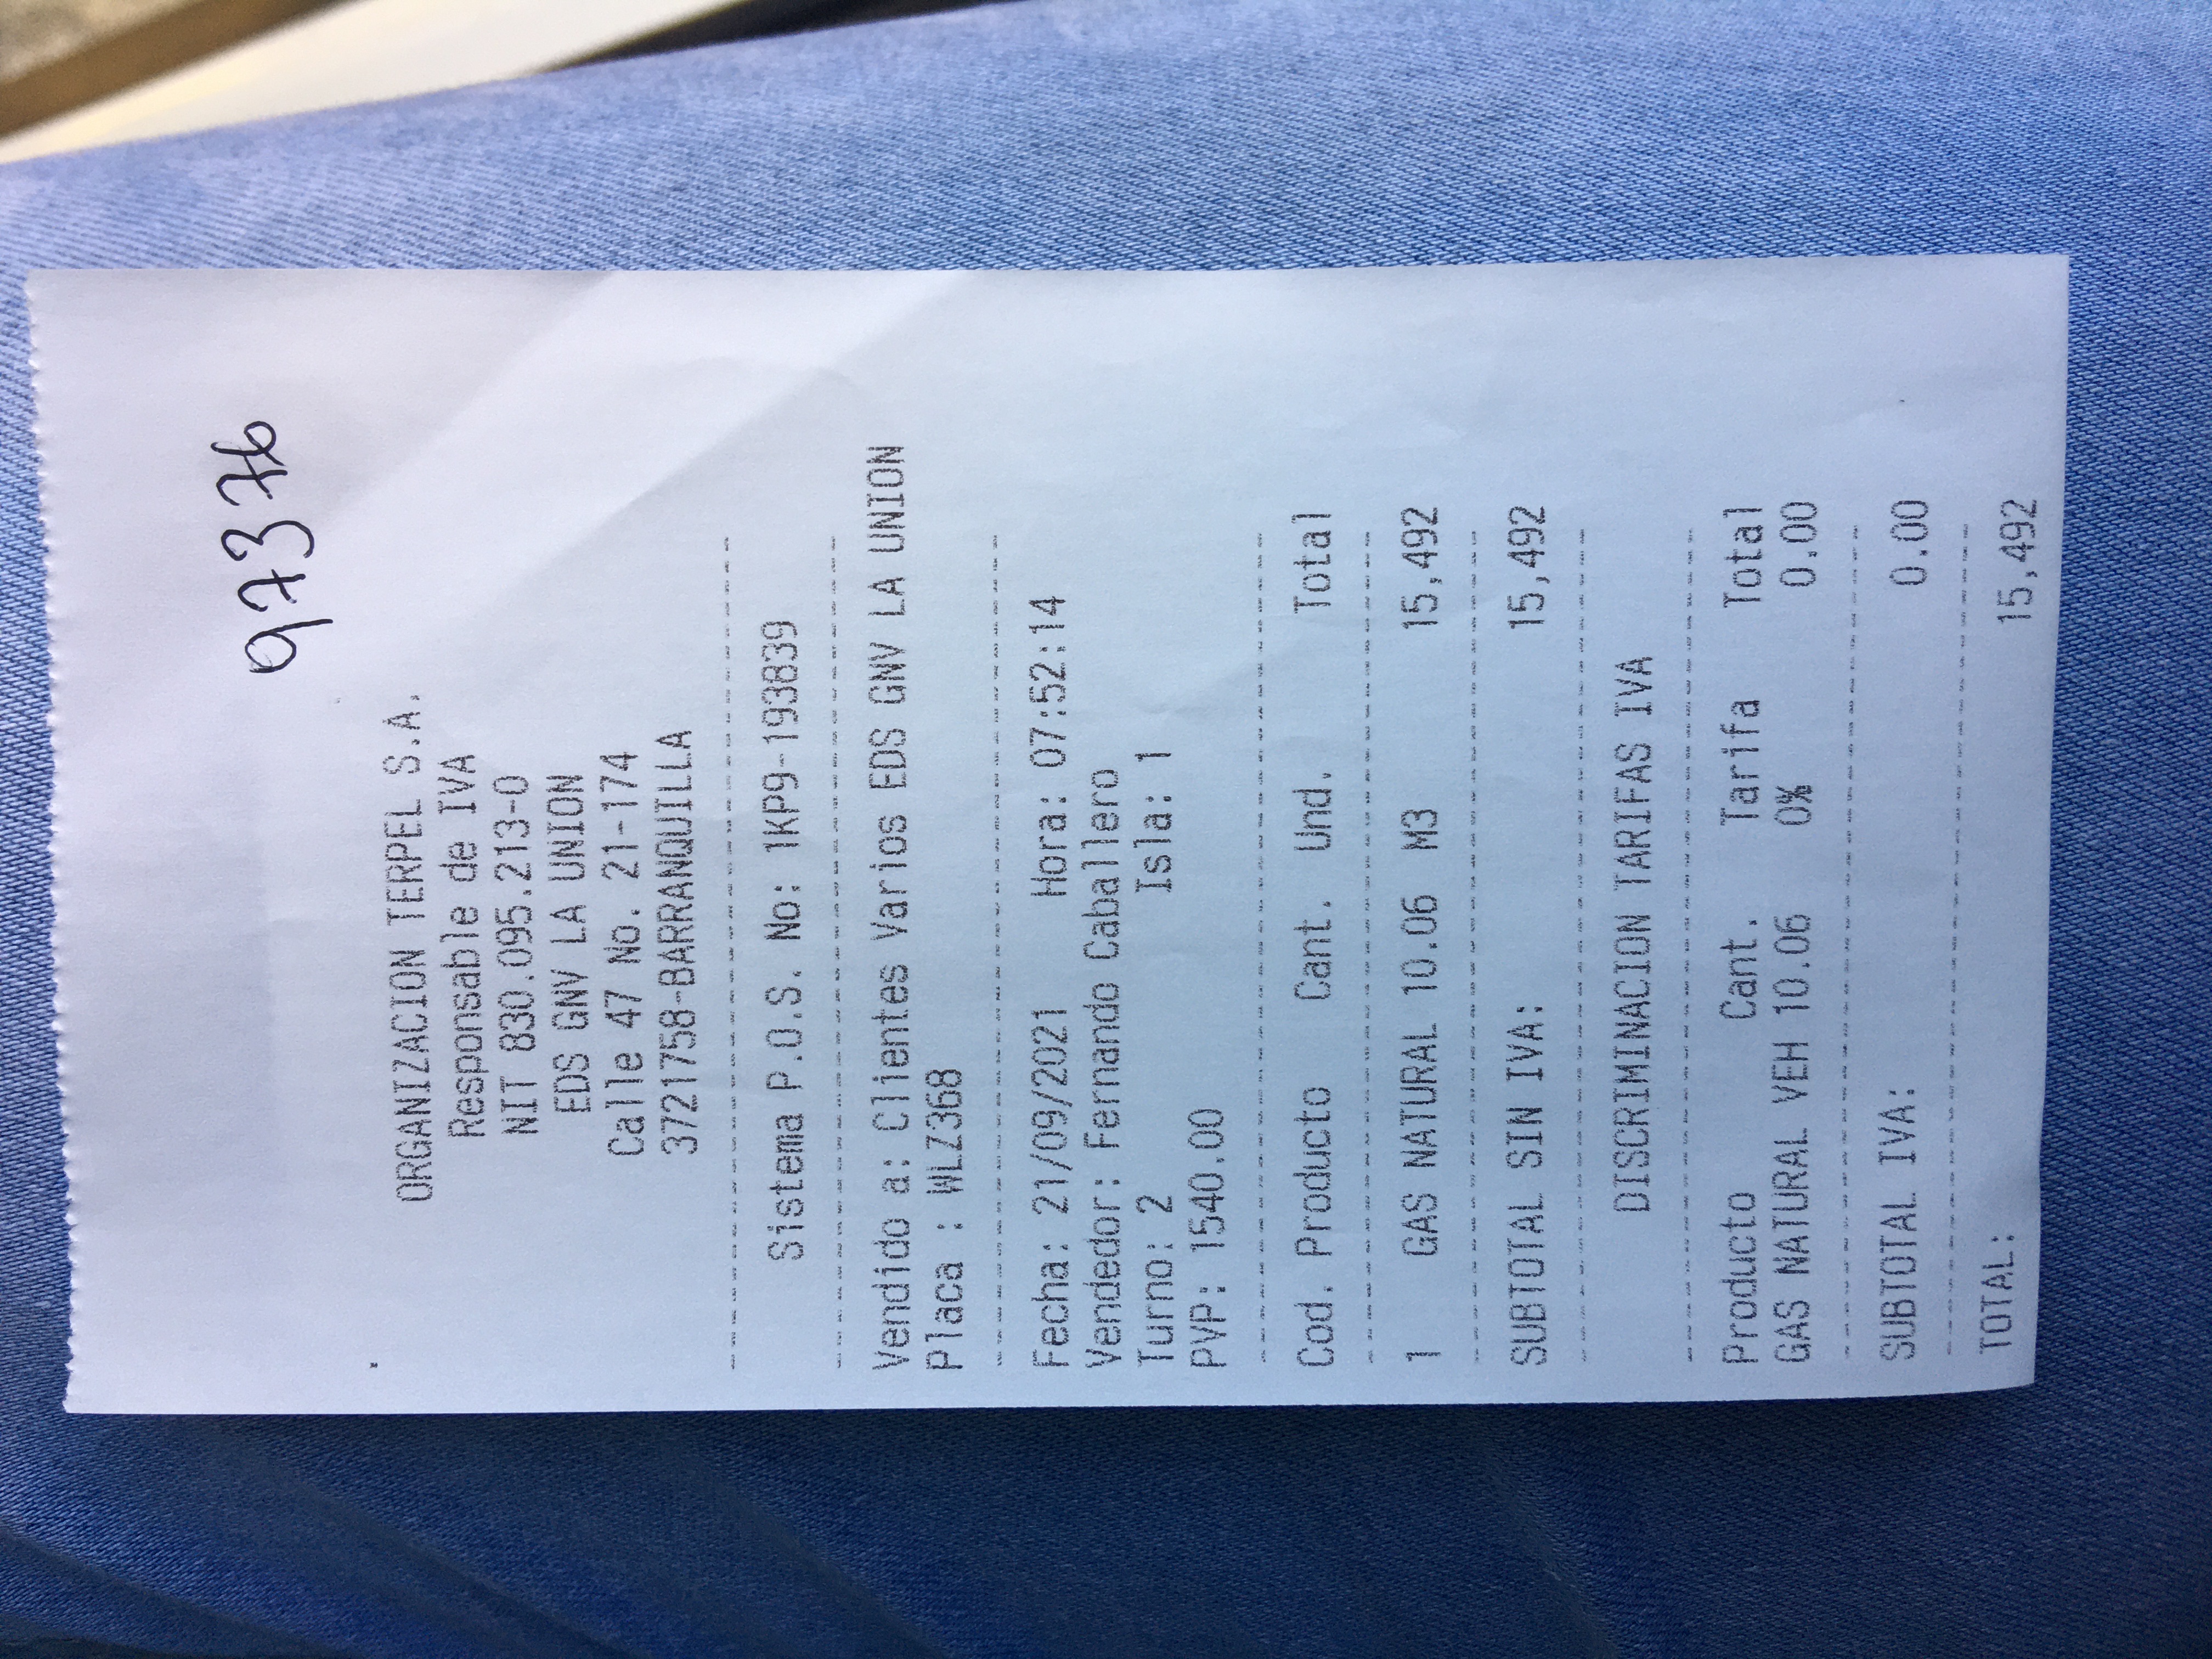 97376
ORGANIZACION TERPEL S.A.
Responsable de IVA
NIT 830.095.213-0
EDS GNV LA UNION
Calle 47 No. 21-174
3721758-BARRANQUILLA
Sistema P.O.S. No: 1KP9-193839
Vendido a: Clientes Varios EDS GNV LA UNION
Placa : WLZ368
Fecha: 21/09/2021 Hora: 07:52:14
Vendedor: Fernando Caballero
Turno: 2 Isla: 1
PVP: 1540.00
Cod. Producto Cant. Und. Total
1 GAS NATURAL 10.06 M3 15,492
SUBTOTAL SIN IVA: 15,492
DISCRIMINACION TARIFAS IVA
Producto Cant. Tarifa Total
GAS NATURAL VEH 10.06 0% 0.00
SUBTOTAL IVA: 0.00
TOTAL: 15,492